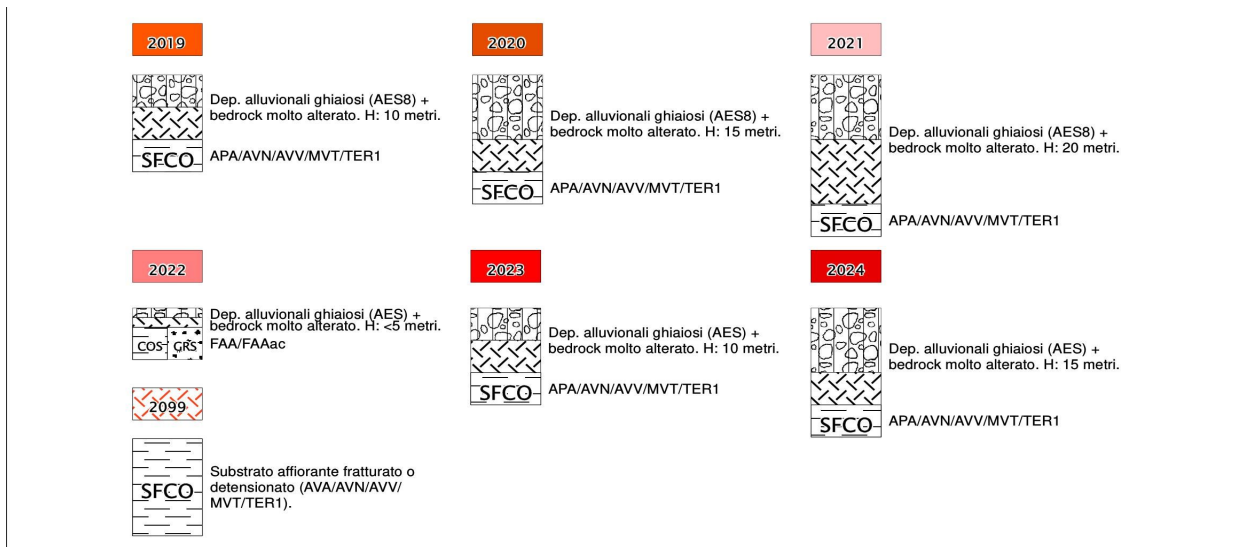 2019
2020
2021
Dep. alluvionali ghiaiosi (AES8) +
bedrock molto alterato. H: 10 metri.
SFCO
APA/AVN/AVV/MVT/TER1
Dep. alluvionali ghiaiosi (AES8) +
bedrock molto alterato. H: 15 metri.
SFCO
APA/AVN/AVV/MVT/TER1
Dep. alluvionali ghiaiosi (AES8) +
bedrock molto alterato. H: 20 metri.
SFCO
APA/AVN/AVV/MVT/TER1
2022
2023
2024
Dep. alluvionali ghiaiosi (AES) +
bedrock molto alterato. H: <5 metri.
COS GRS
FAA/FAAac
Dep. alluvionali ghiaiosi (AES) +
bedrock molto alterato. H: 10 metri.
SFCO
APA/AVN/AVV/MVT/TER1
Dep. alluvionali ghiaiosi (AES) +
bedrock molto alterato. H: 15 metri.
SFCO
APA/AVN/AVV/MVT/TER1
2099
SFCO
Substrato affiorante fratturato o
detensionato (AVA/AVN/AVV/
MVT/TER1).